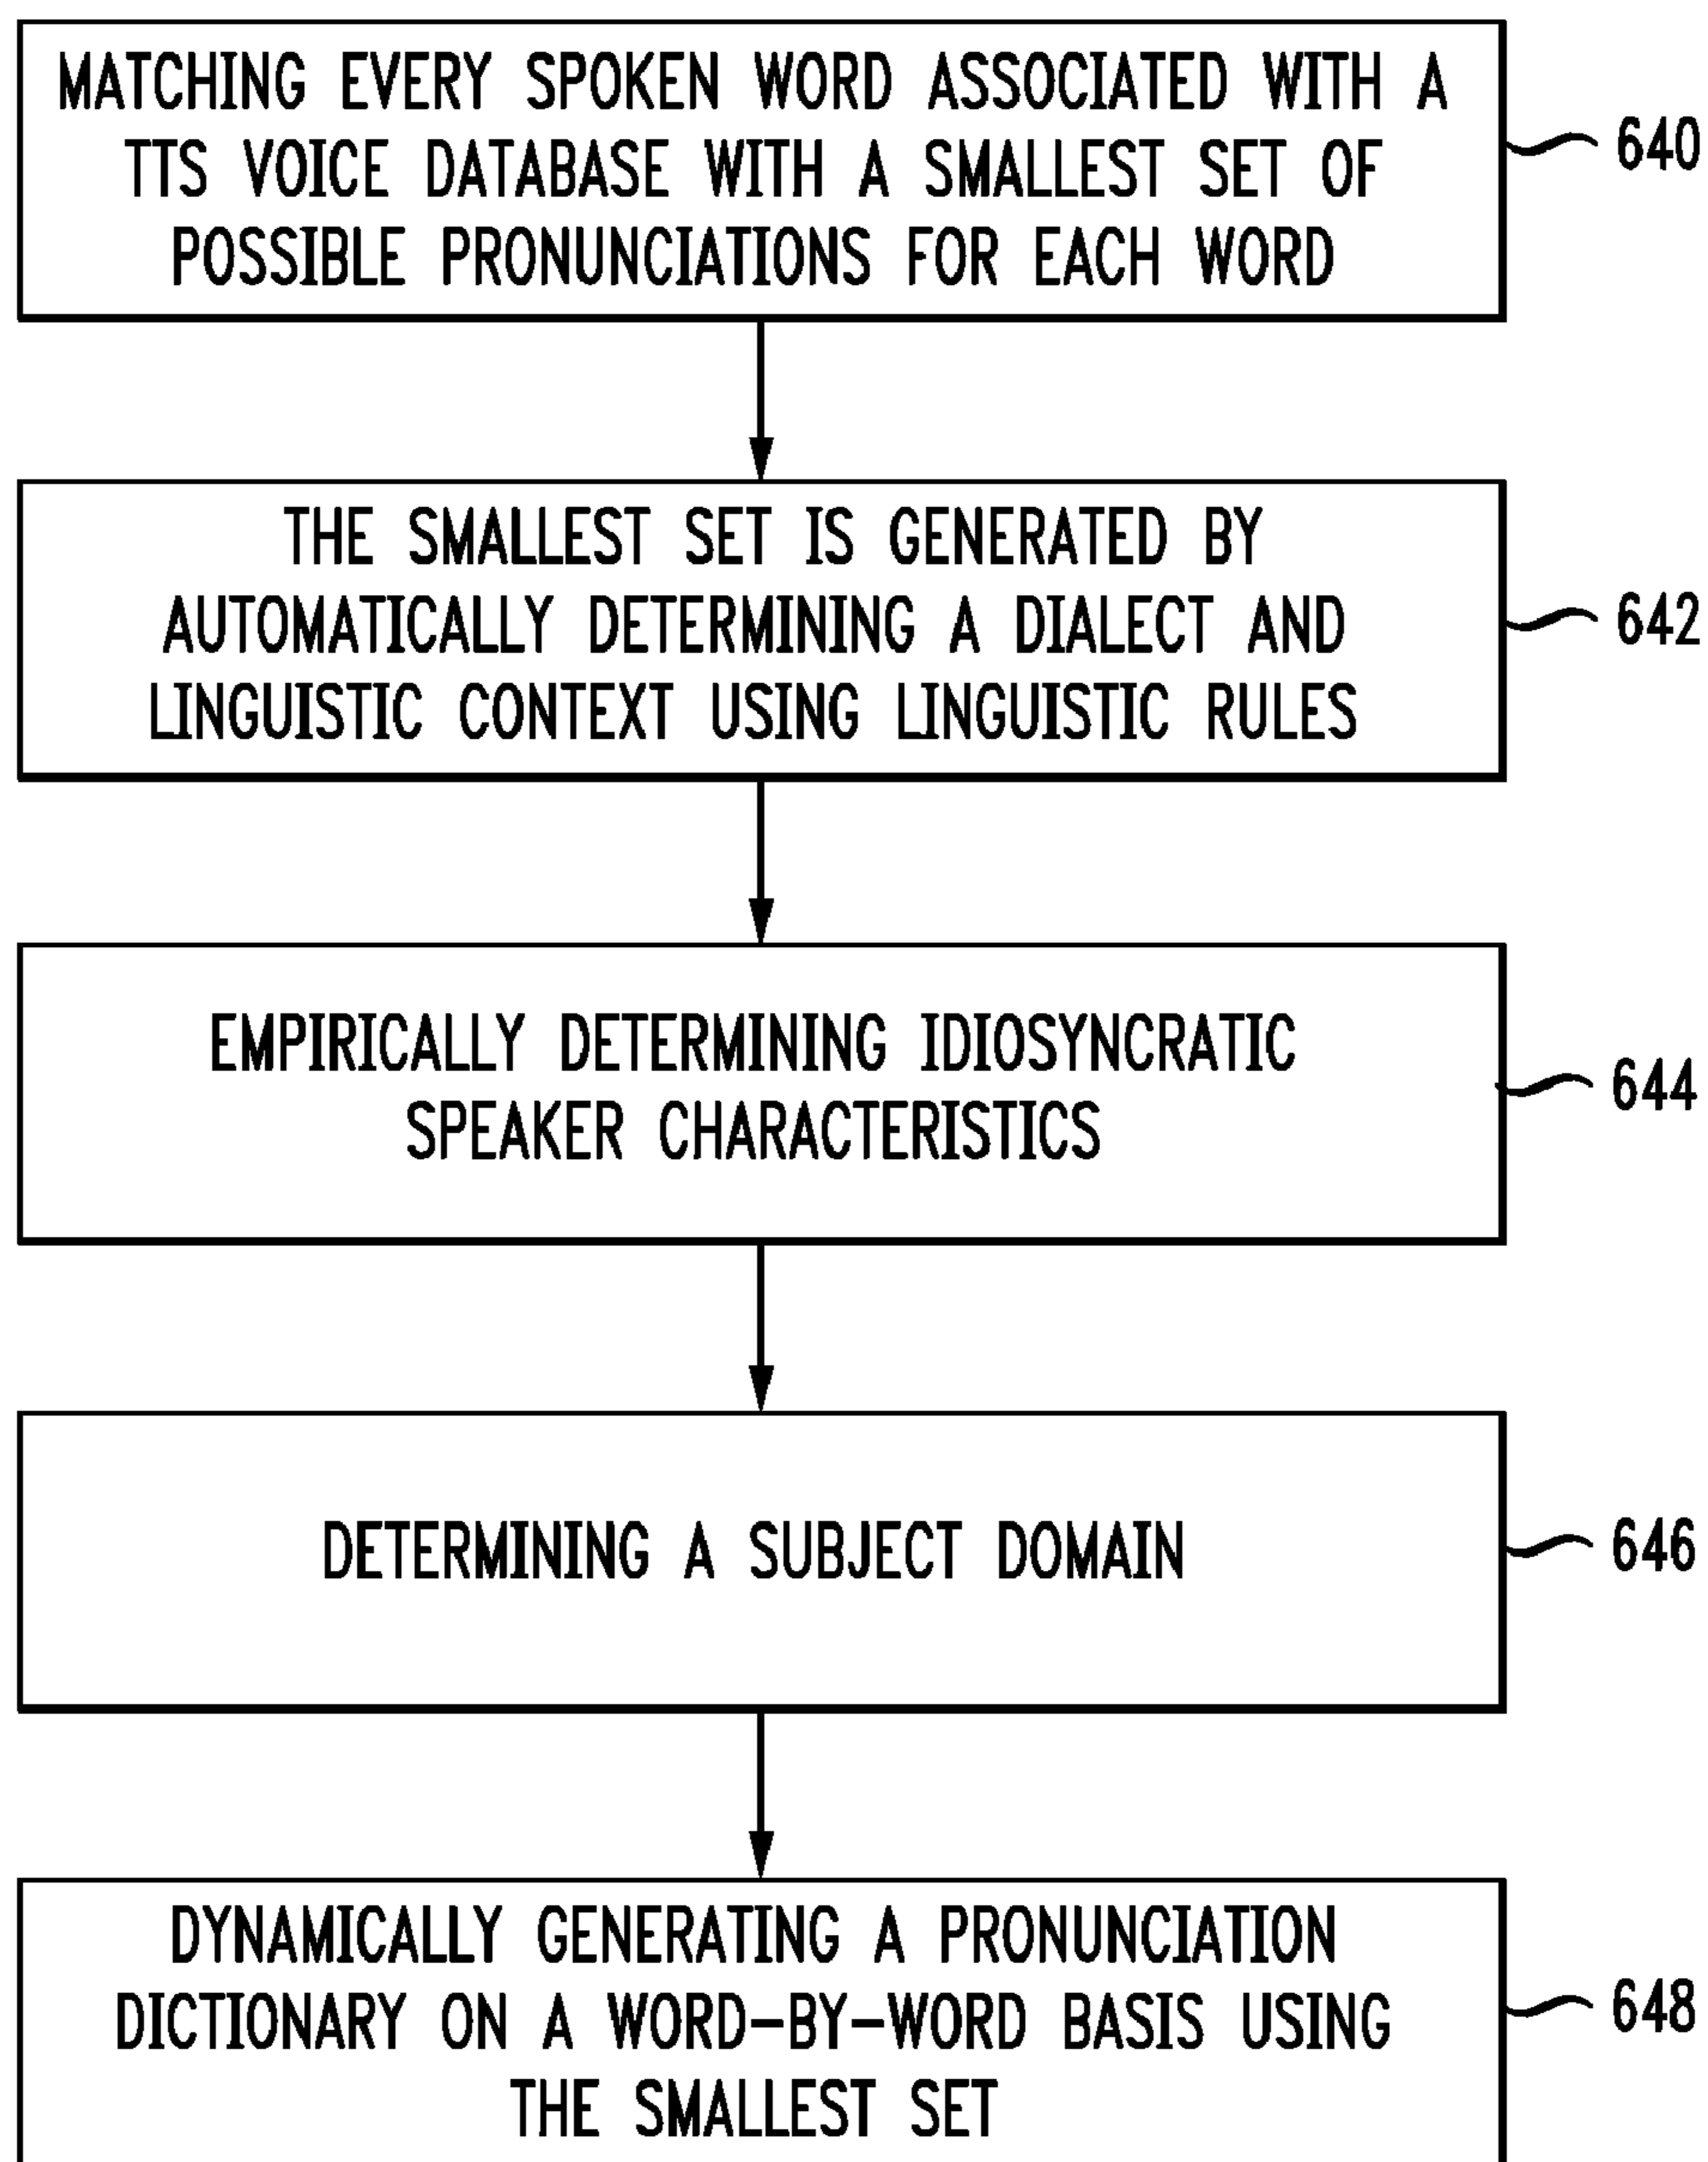 MATCHING EVERY SPOKEN WORD ASSOCIATED WITH A
TTS VOICE DATABASE WITH A SMALLEST SET OF
POSSIBLE PRONUNCIATIONS FOR EACH WORD
640
THE SMALLEST SET IS GENERATED BY
AUTOMATICALLY DETERMINING A DIALECT AND
LINGUISTIC CONTEXT USING LINGUISTIC RULES
642
EMPIRICALLY DETERMINING IDIOSYNCRATIC
SPEAKER CHARACTERISTICS
644
DETERMINING A SUBJECT DOMAIN
646
DYNAMICALLY GENERATING A PRONUNCIATION
DICTIONARY ON A WORD-BY-WORD BASIS USING
THE SMALLEST SET
648